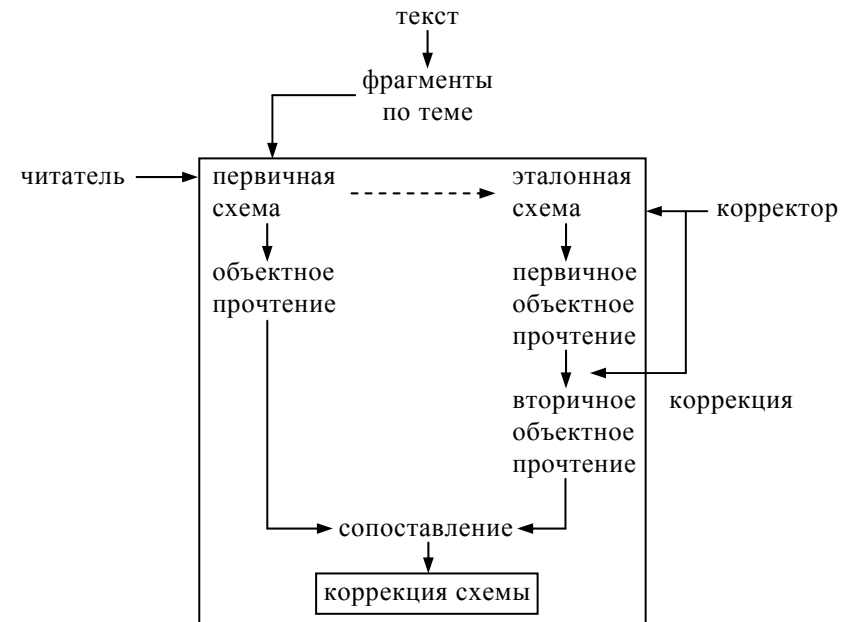 текст
фрагменты
по теме
читатель
первичная
схема
эталонная
схема
корректор
объектное
прочтение
первичное
объектное
прочтение
вторичное
объектное
прочтение
коррекция
сопоставление
коррекция схемы